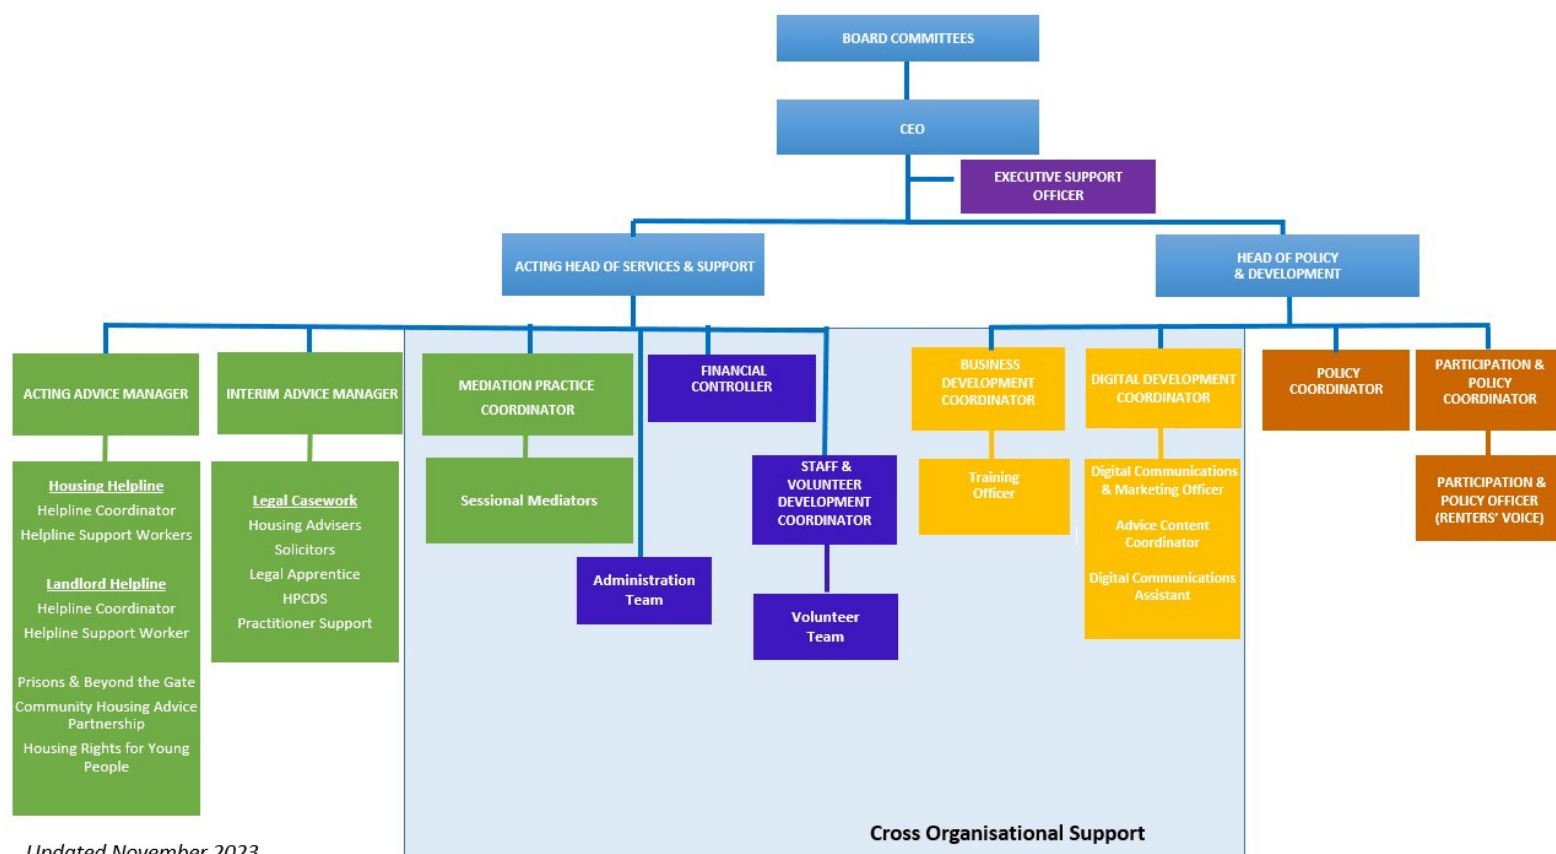 BOARD COMMITTEES
CEO
EXECUTIVE SUPPORT
OFFICER
ACTING HEAD OF SERVICES & SUPPORT
HEAD OF POLICY
& DEVELOPMENT
ACTING ADVICE MANAGER
INTERIM ADVICE MANAGER
MEDIATION PRACTICE
COORDINATOR
FINANCIAL
CONTROLLER
BUSINESS
DEVELOPMENT
COORDINATOR
DIGITAL DEVELOPMENT
COORDINATOR
POLICY
COORDINATOR
PARTICIPATION &
POLICY
COORDINATOR
Housing Helpline
Helpline Coordinator
Helpline Support Workers
Landlord Helpline
Helpline Coordinator
Helpline Support Worker
Prisons & Beyond the Gate
Community Housing Advice
Partnership
Housing Rights for Young
People
Legal Casework
Housing Advisers
Solicitors
Legal Apprentice
HPCDS
Practitioner Support
Sessional Mediators
Administration
Team
STAFF &
VOLUNTEER
DEVELOPMENT
COORDINATOR
Volunteer
Team
Training
Officer
Digital Communications
& Marketing Officer
Advice Content
Coordinator
Digital Communications
Assistant
PARTICIPATION &
POLICY OFFICER
(RENTERS' VOICE)
Cross Organisational Support
Updated November 2023